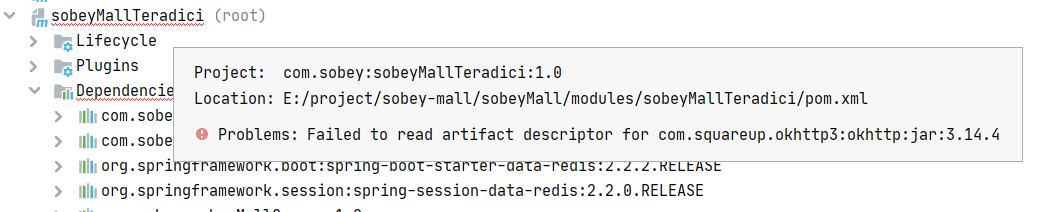 sobeyMallTeradici (root)
Lifecycle
Plugins
Dependencie
Project: com.sobey:sobeyMallTeradici:1.0
Location: E:/project/sobey-mall/sobeyMall/modules/sobeyMallTeradici/pom.xml
Problems: Failed to read artifact descriptor for com.squareup.okhttp3:okhttp:jar:3.14.4
com.sobe
com.sobe
org.springframework.boot:spring-boot-starter-data-redis:2.2.2.RELEASE
org.springframework.session:spring-session-data-redis:2.2.0.RELEASE